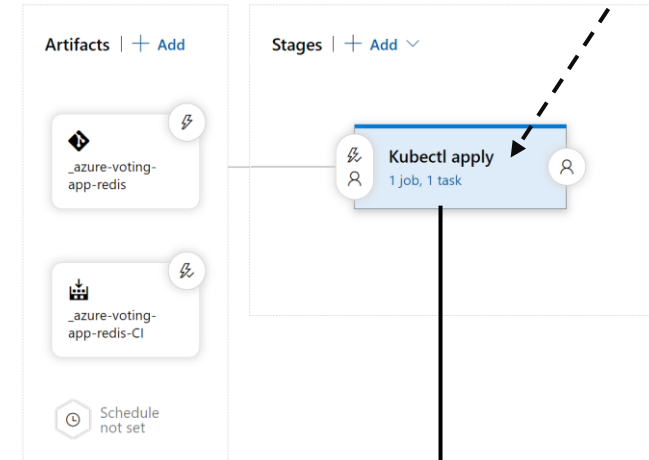 Artifacts | + Add
Stages | + Add
_azure-voting-
app-redis
Kubectl apply
1 job, 1 task
_azure-voting-
app-redis-CI
Schedule
not set